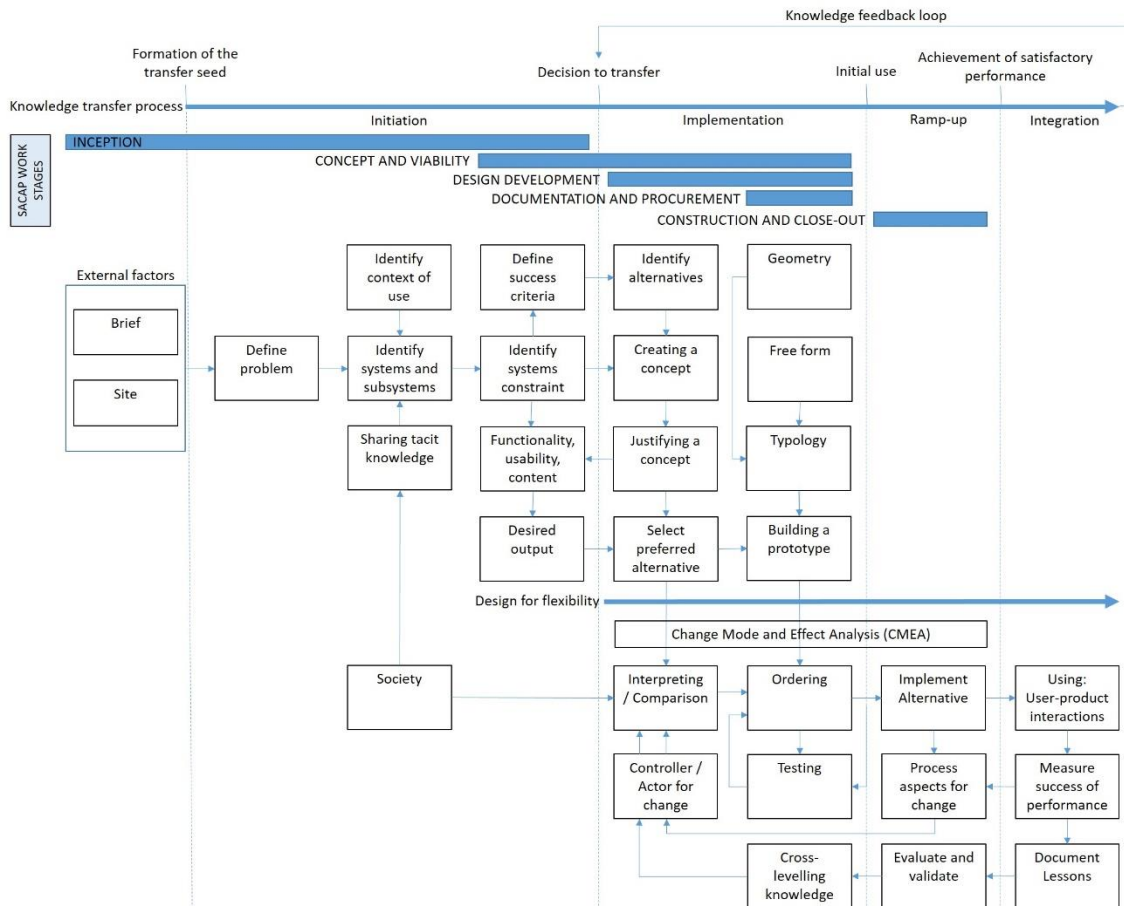 Knowledge feedback loop
Formation of the
transfer seed
Decision to transfer
Initial use
Achievement of satisfactory
performance
Knowledge transfer process
Initiation
Implementation
Ramp-up
Integration
SACAP WORK
STAGES
INCEPTION
CONCEPT AND VIABILITY
DESIGN DEVELOPMENT
DOCUMENTATION AND PROCUREMENT
CONSTRUCTION AND CLOSE-OUT
External factors
Brief
Site
Define
problem
Identify
context of
use
Identify
systems and
subsystems
Sharing tacit
knowledge
Define
success
criteria
Identify
systems
constraint
Functionality,
usability,
content
Desired
output
Identify
alternatives
Creating a
concept
Justifying a
concept
Select
preferred
alternative
Geometry
Free form
Typology
Building a
prototype
Design for flexibility
Change Mode and Effect Analysis (CMEA)
Society
Interpreting
/ Comparison
Ordering
Implement
Alternative
Using:
User-product
interactions
Controller /
Actor for
change
Testing
Process
aspects for
change
Measure
success of
performance
Cross-
levelling
knowledge
Evaluate and
validate
Document
Lessons